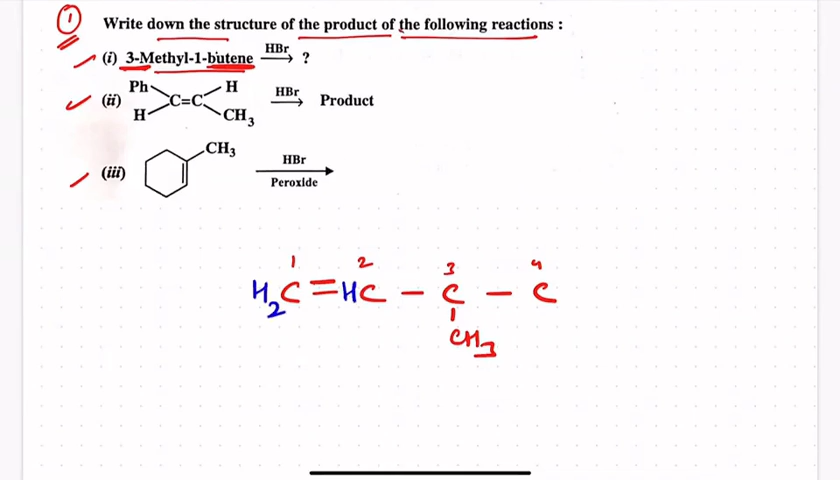 ① Write down the structure of the product of the following reactions :
(i) 3-Methyl-1-butene HBr→ ?
(ii) Ph H C=C H CH3 HBr→ Product
(iii) CH3 HBr Peroxide
1 2 3 4
H2C=HC-C-C
CH3